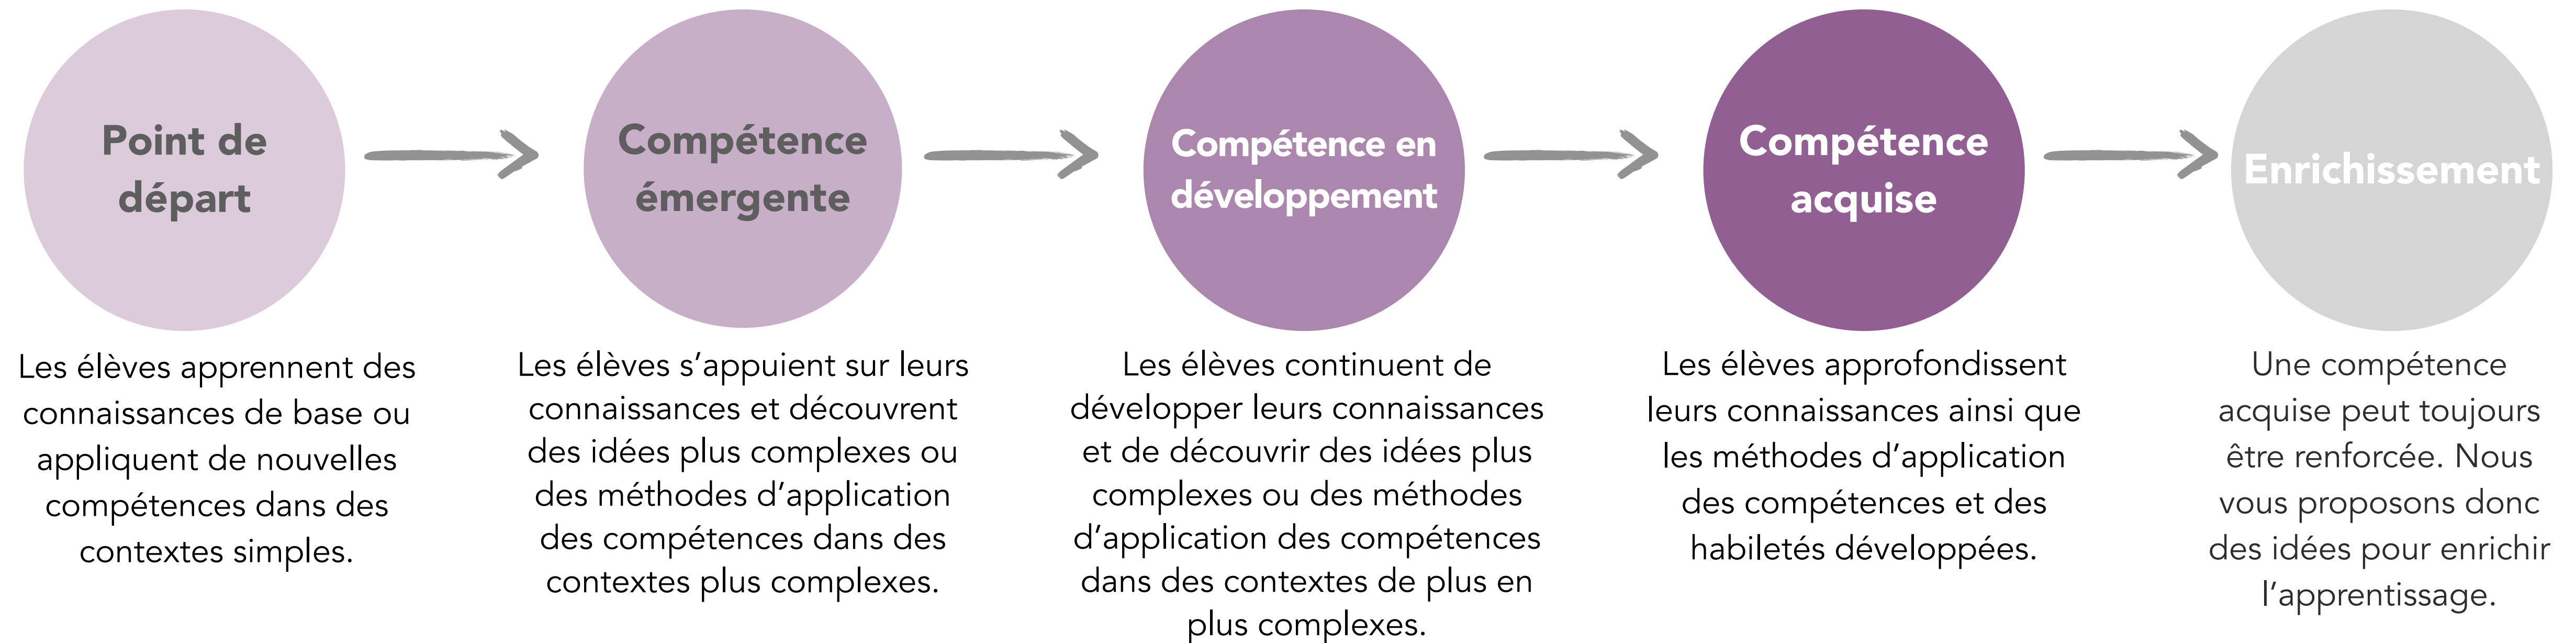 Point de
départ
Les élèves apprennent des
connaissances de base ou
appliquent de nouvelles
compétences dans des
contextes simples.
Compétence
émergente
Les élèves s’appuient sur leurs
connaissances et découvrent
des idées plus complexes ou
des méthodes d’application
des compétences dans des
contextes plus complexes.
Compétence en
développement
Les élèves continuent de
développer leurs connaissances
et de découvrir des idées plus
complexes ou des méthodes
d’application des compétences
dans des contextes de plus en
plus complexes.
Compétence
acquise
Les élèves approfondissent
leurs connaissances ainsi que
les méthodes d’application
des compétences et des
habiletés développées.
Enrichissement
Une compétence
acquise peut toujours
être renforcée. Nous
vous proposons donc
des idées pour enrichir
l’apprentissage.